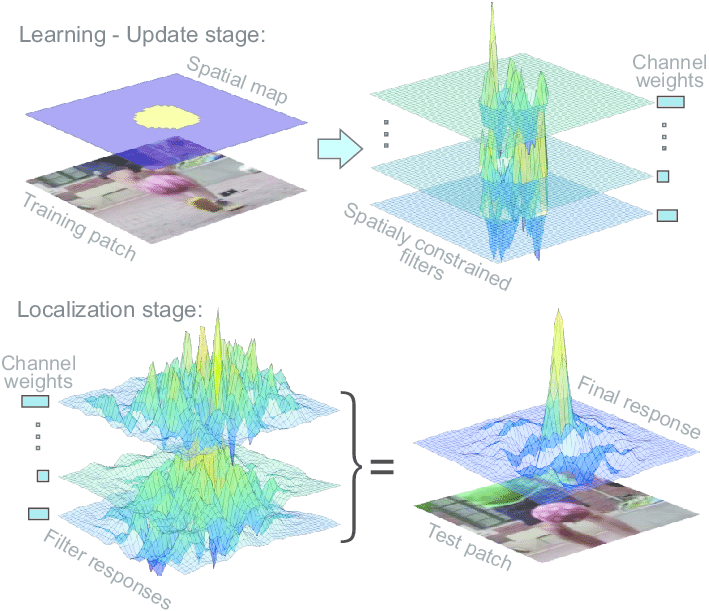 Learning - Update stage:
Spatial map
Training patch
Channel
weights
Spatialy constrained
filters
Localization stage:
Channel
weights
Filter responses
=
Final response
Test patch